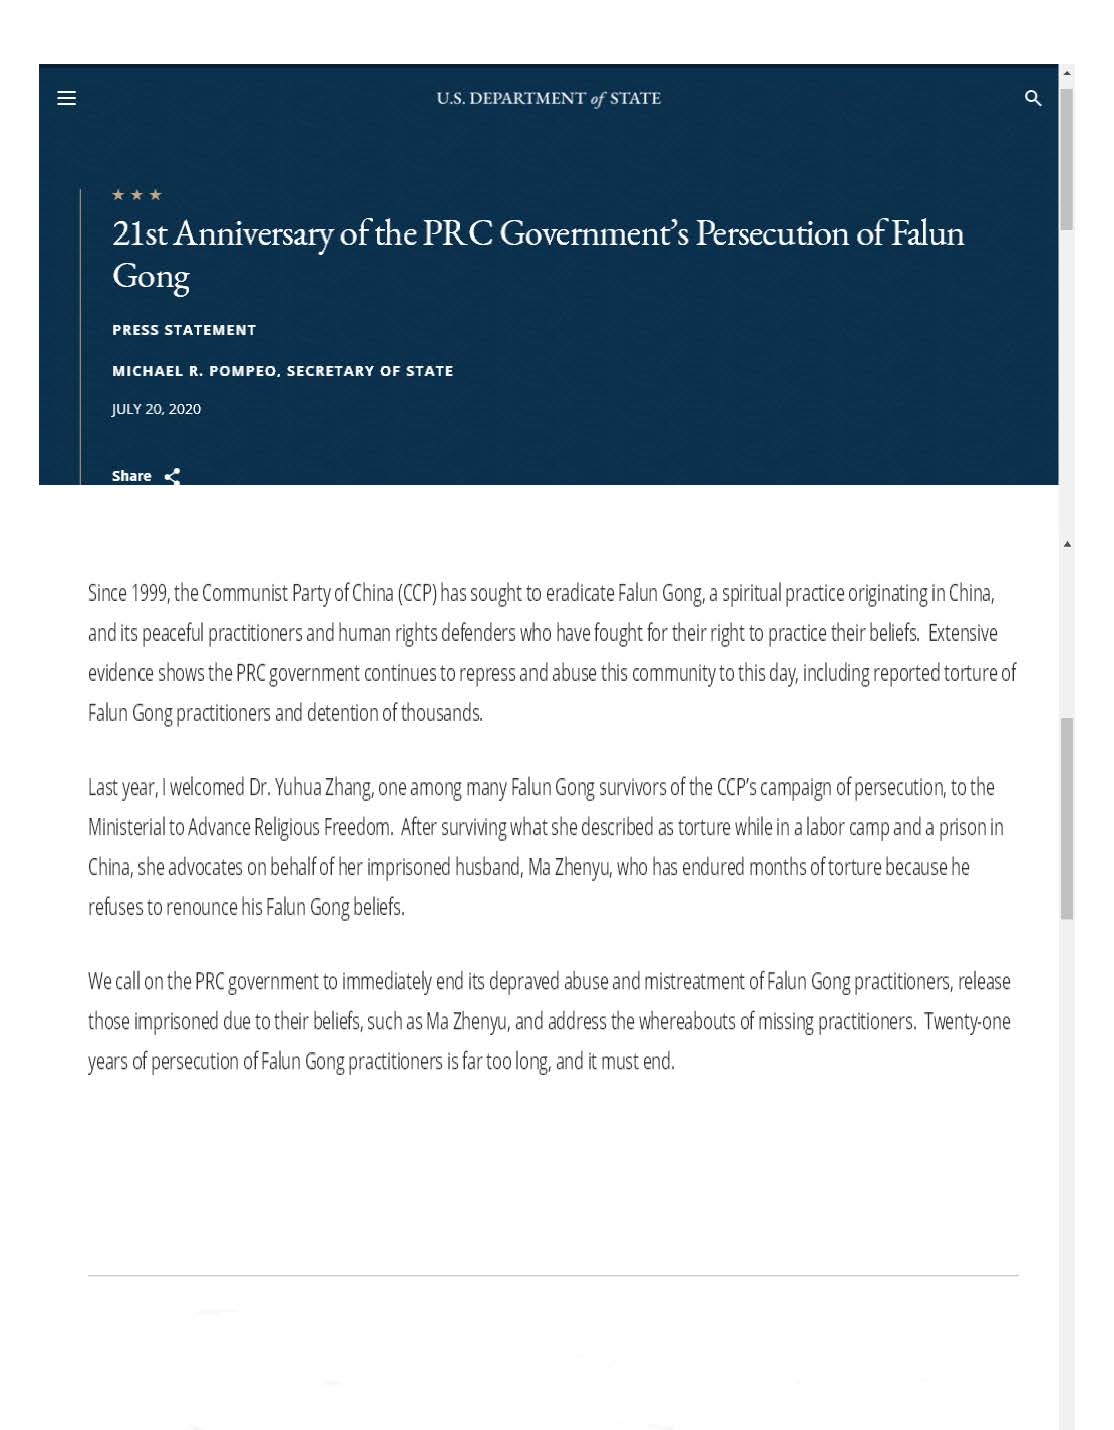 U.S. DEPARTMENT of STATE
21st Anniversary of the PRC Government’s Persecution of Falun
Gong
PRESS STATEMENT
MICHAEL R. POMPEO, SECRETARY OF STATE
JULY 20, 2020
Share
Since 1999, the Communist Party of China (CCP) has sought to eradicate Falun Gong, a spiritual practice originating in China,
and its peaceful practitioners and human rights defenders who have fought for their right to practice their beliefs.  Extensive
evidence shows the PRC government continues to repress and abuse this community to this day, including reported torture of
Falun Gong practitioners and detention of thousands.
Last year, I welcomed Dr. Yuhua Zhang, one among many Falun Gong survivors of the CCP’s campaign of persecution, to the
Ministerial to Advance Religious Freedom.  After surviving what she described as torture while in a labor camp and a prison in
China, she advocates on behalf of her imprisoned husband, Ma Zhenyu, who has endured months of torture because he
refuses to renounce his Falun Gong beliefs.
We call on the PRC government to immediately end its depraved abuse and mistreatment of Falun Gong practitioners, release
those imprisoned due to their beliefs, such as Ma Zhenyu, and address the whereabouts of missing practitioners.  Twenty-one
years of persecution of Falun Gong practitioners is far too long, and it must end.